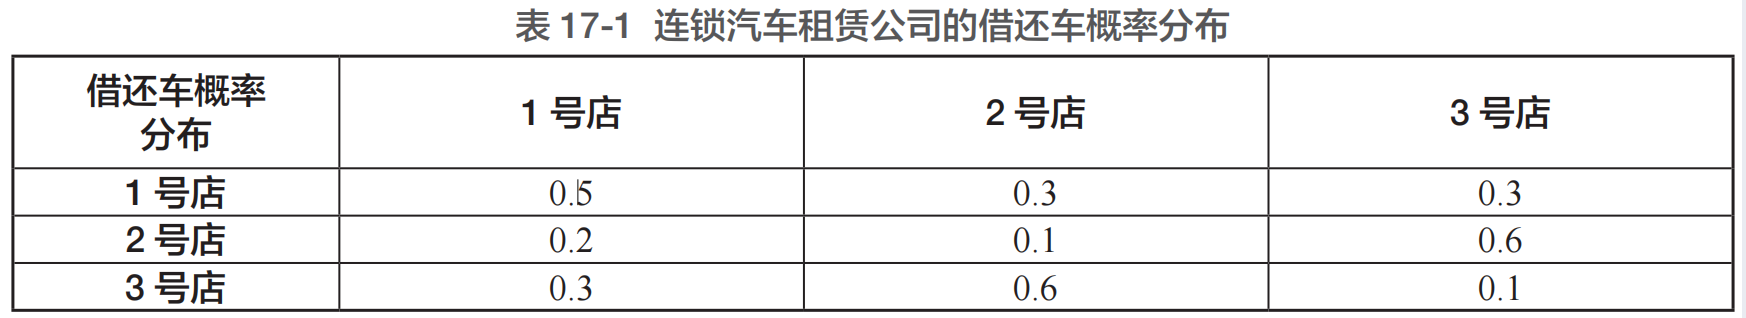 表 17-1 连锁汽车租赁公司的借还车概率分布
借还车概率
分布
1 号店
2 号店
3 号店
1 号店 0.5 0.3 0.3
2 号店 0.2 0.1 0.6
3 号店 0.3 0.6 0.1